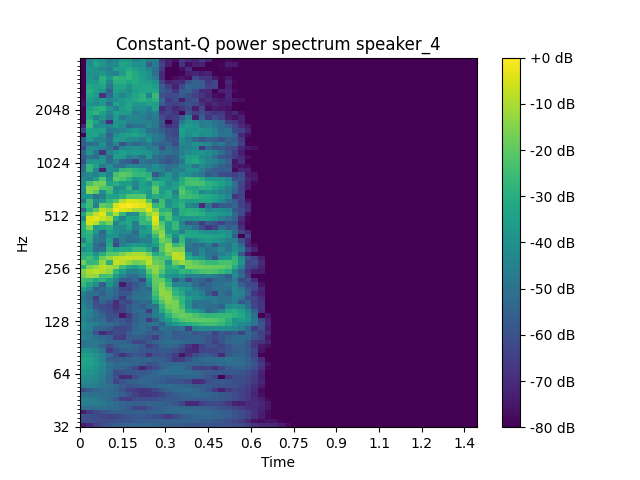 Constant-Q power spectrum speaker_4
+0 dB
-10 dB
-20 dB
-30 dB
-40 dB
-50 dB
-60 dB
-70 dB
-80 dB
2048
1024
512
256
128
64
32
Hz
0 0.15 0.3 0.45 0.6 0.75 0.9 1.1 1.2 1.4
Time